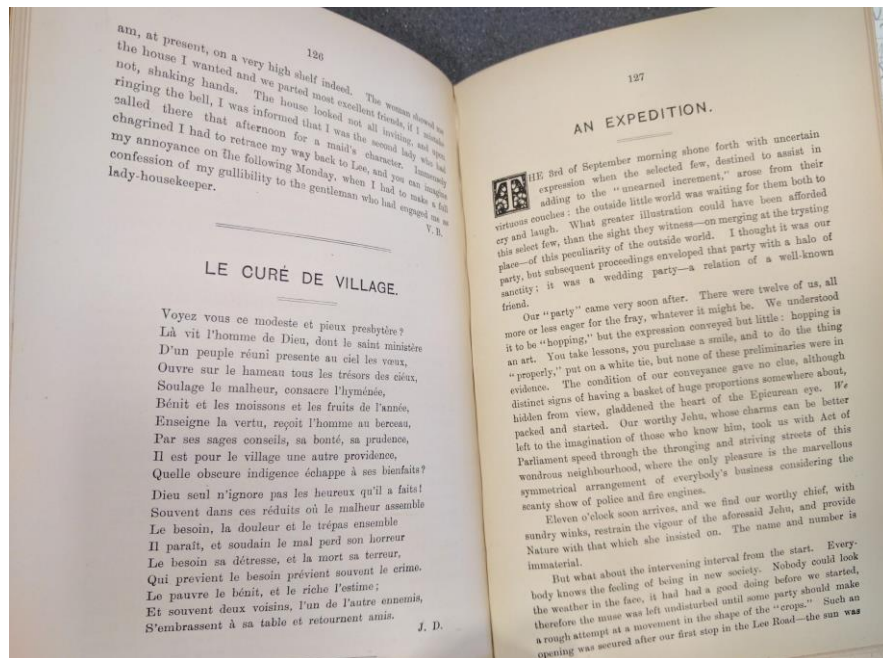 126
am, at present, on a very high shelf indeed. The woman showed me
the house I wanted and we parted most excellent friends, if I mistake
not, shaking hands. The house looked not all inviting, and upon
ringing the bell, I was informed that I was the second lady who had
called there that afternoon for a maid's character. Immensely
chagrined I had to retrace my way back to Lee, and you can imagine
my annoyance on the following Monday, when I had to make a full
confession of my gullibility to the gentleman who had engaged me as
lady-housekeeper.
V. B.
LE CURÉ DE VILLAGE.
Voyez vous ce modeste et pieux presbytère?
Là vit l'homme de Dieu, dont le saint ministère
D'un peuple réuni presente au ciel les vœux,
Ouvre sur le hameau tous les trésors des ciéux,
Soulage le malheur, consacre l'hyménée,
Bénit et les moissons et les fruits de l'année,
Enseigne la vertu, reçoit l'homme au berceau,
Par ses sages conseils, sa bonté, sa prudence,
Il est pour le village une autre providence,
Quelle obscure indigence échappe à ses bienfaits?
Dieu seul n'ignore pas les heureux qu'il a faits!
Souvent dans ces réduits où le malheur assemble
Le besoin, la douleur et le trépas ensemble
Il paraît, et soudain le mal perd son horreur
Le besoin sa détresse, et la mort sa terreur,
Qui previent le besoin prévient souvent le crime.
Le pauvre le bénit, et le riche l'estime;
Et souvent deux voisins, l'un de l'autre ennemis,
S'embrassent à sa table et retournent amis.
J. D.
127
AN EXPEDITION.
THE 3rd of September morning shone forth with uncertain
expression when the selected few, destined to assist in
adding to the "unearned increment," arose from their
virtuous couches: the outside little world was waiting for them both to
cry and laugh. What greater illustration could have been afforded
this select few, than the sight they witness—on merging at the trysting
place—of this peculiarity of the outside world. I thought it was our
party, but subsequent proceedings enveloped that party with a halo of
sanctity; it was a wedding party—a relation of a well-known
friend.
Our "party" came very soon after. There were twelve of us, all
more or less eager for the fray, whatever it might be. We understood
it to be "hopping," but the expression conveyed but little: hopping is
an art. You take lessons, you purchase a smile, and to do the thing
"properly," put on a white tie, but none of these preliminaries were in
evidence. The condition of our conveyance gave no clue, although
distinct signs of having a basket of huge proportions somewhere about,
hidden from view, gladdened the heart of the Epicurean eye. We
packed and started. Our worthy Jehu, whose charms can be better
left to the imagination of those who know him, took us with Act of
Parliament speed through the thronging and striving streets of this
wondrous neighbourhood, where the only pleasure is the marvellous
symmetrical arrangement of everybody's business considering the
scanty show of police and fire engines.
Eleven o'clock soon arrives, and we find our worthy chief, with
sundry winks, restrain the vigour of the aforesaid Jehu, and provide
Nature with that which she insisted on. The name and number is
immaterial.
But what about the intervening interval from the start. Every-
body knows the feeling of being in new society. Nobody could look
the weather in the face, it had had a good doing before we started,
therefore the muse was left undisturbed until some party should make
a rough attempt at a movement in the shape of the "crops." Such an
opening was secured after our first stop in the Lee Road—the sun was